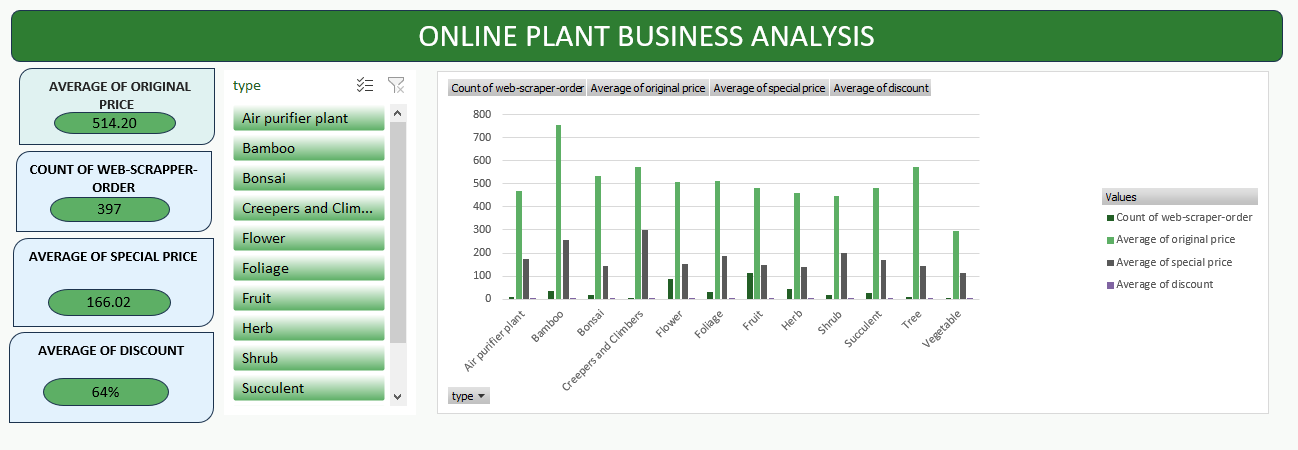 ONLINE PLANT BUSINESS ANALYSIS
AVERAGE OF ORIGINAL
PRICE
514.20
COUNT OF WEB-SCRAPPER-
ORDER
397
AVERAGE OF SPECIAL PRICE
166.02
AVERAGE OF DISCOUNT
64%
type
Air purifier plant
Bamboo
Bonsai
Creepers and Clim...
Flower
Foliage
Fruit
Herb
Shrub
Succulent
Count of web-scraper-order Average of original price Average of special price Average of discount
800
700
600
500
400
300
200
100
0
Air purifier plant
Bamboo
Bonsai
Creepers and Climbers
Flower
Foliage
Fruit
Herb
Shrub
Succulent
Tree
Vegetable
type
Values
Count of web-scraper-order
Average of original price
Average of special price
Average of discount